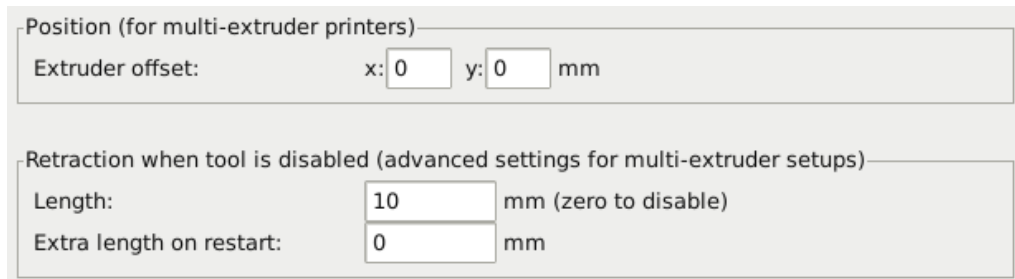 Position (for multi-extruder printers)
Extruder offset: x: 0 y: 0 mm
Retraction when tool is disabled (advanced settings for multi-extruder setups)
Length: 10 mm (zero to disable)
Extra length on restart: 0 mm